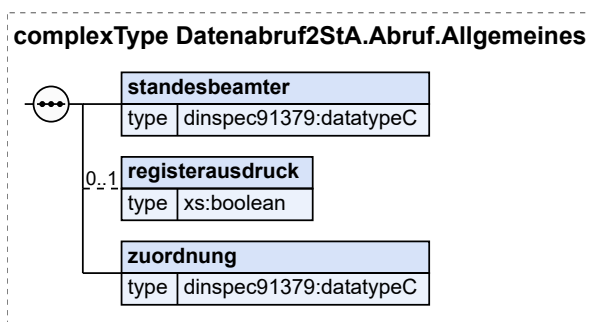 complexType Datenabruf2StA.Abruf.Allgemeines
standesbeamter
type dinspec91379:datatypeC
0..1 registerausdruck
type xs:boolean
zuordnung
type dinspec91379:datatypeC